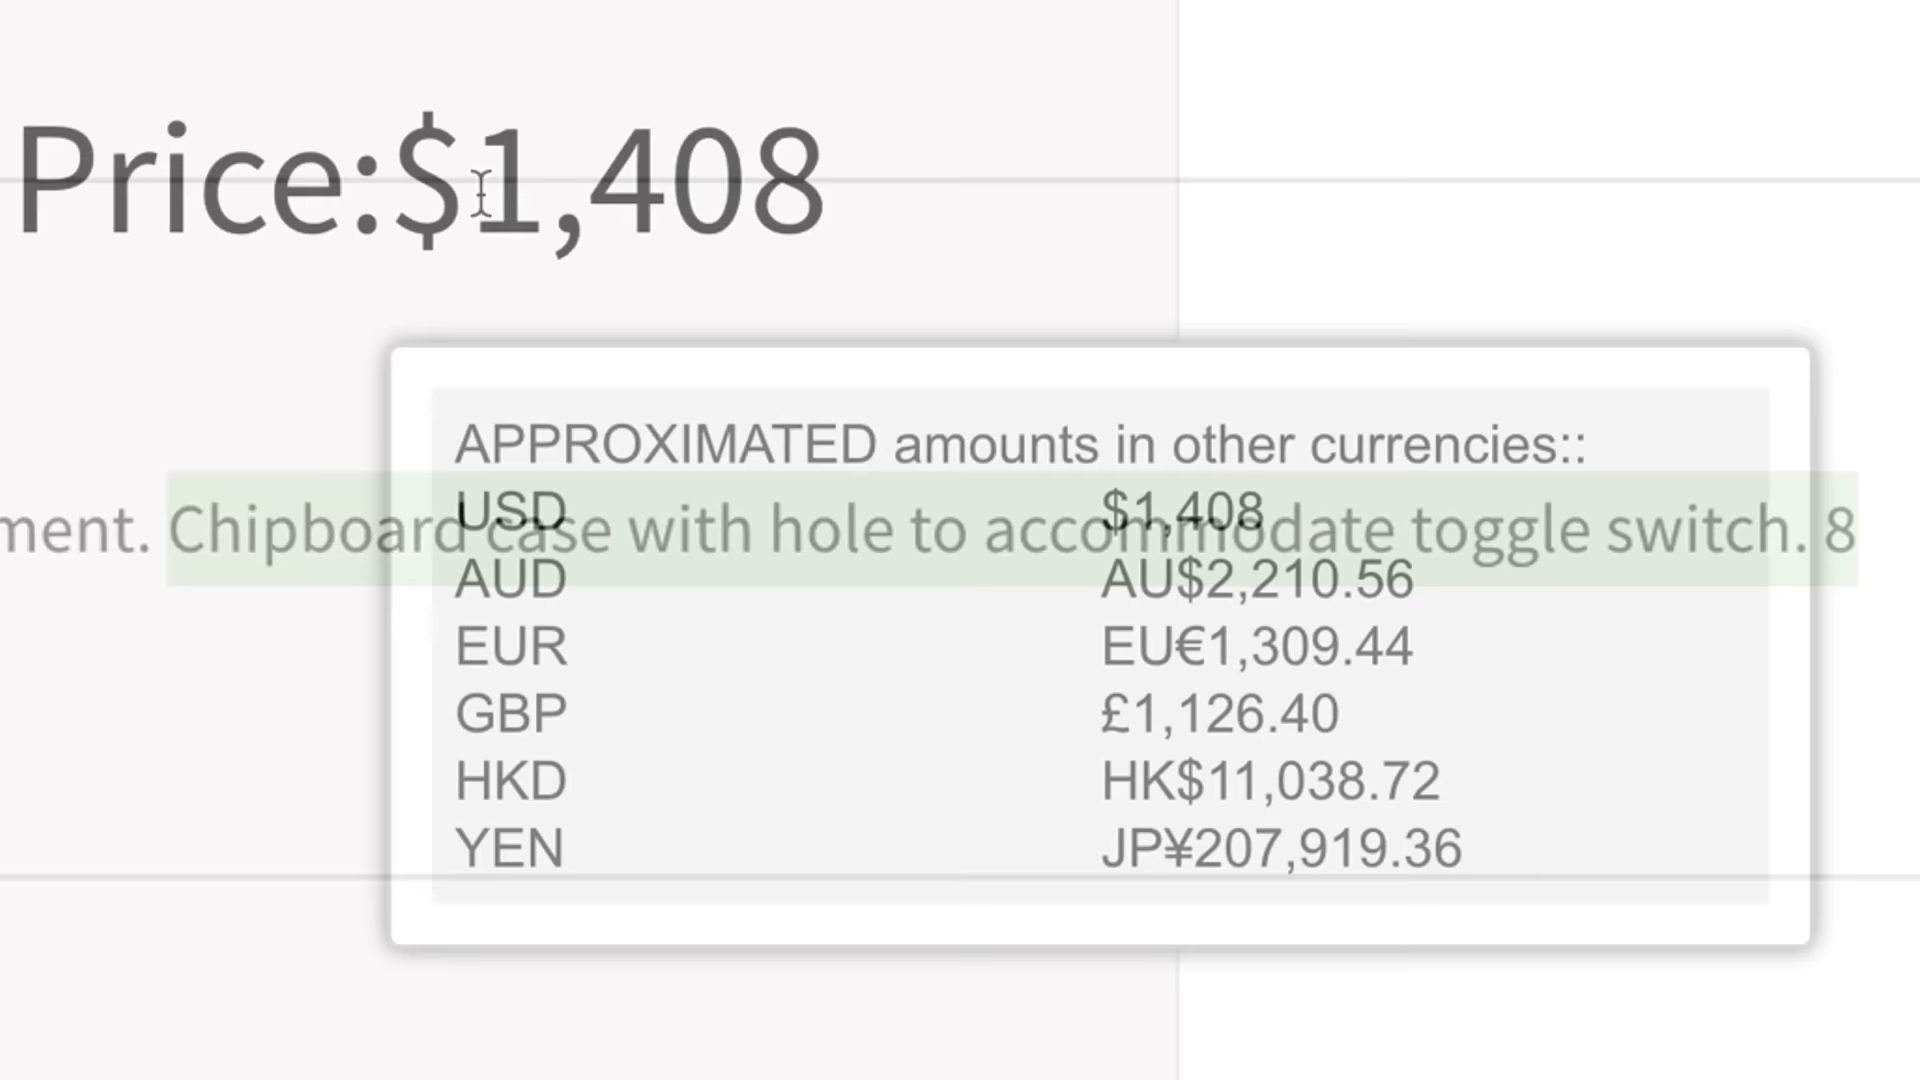 Price:$1,408
APPROXIMATED amounts in other currencies::
USD $1,408
ment. Chipboard case with hole to accommodate toggle switch. 8
AUD AU$2,210.56
EUR EU€1,309.44
GBP £1,126.40
HKD HK$11,038.72
YEN JP¥207,919.36